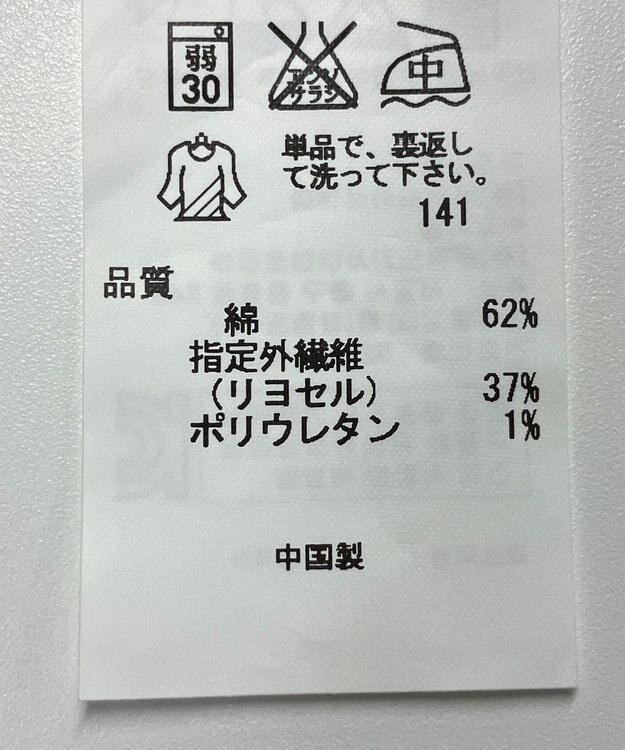 弱
30
エンソ
サラシ
中
単品で、裏返し
て洗って下さい。
141
品質
綿 62%
指定外繊維
(リヨセル) 37%
ポリウレタン 1%
中国製